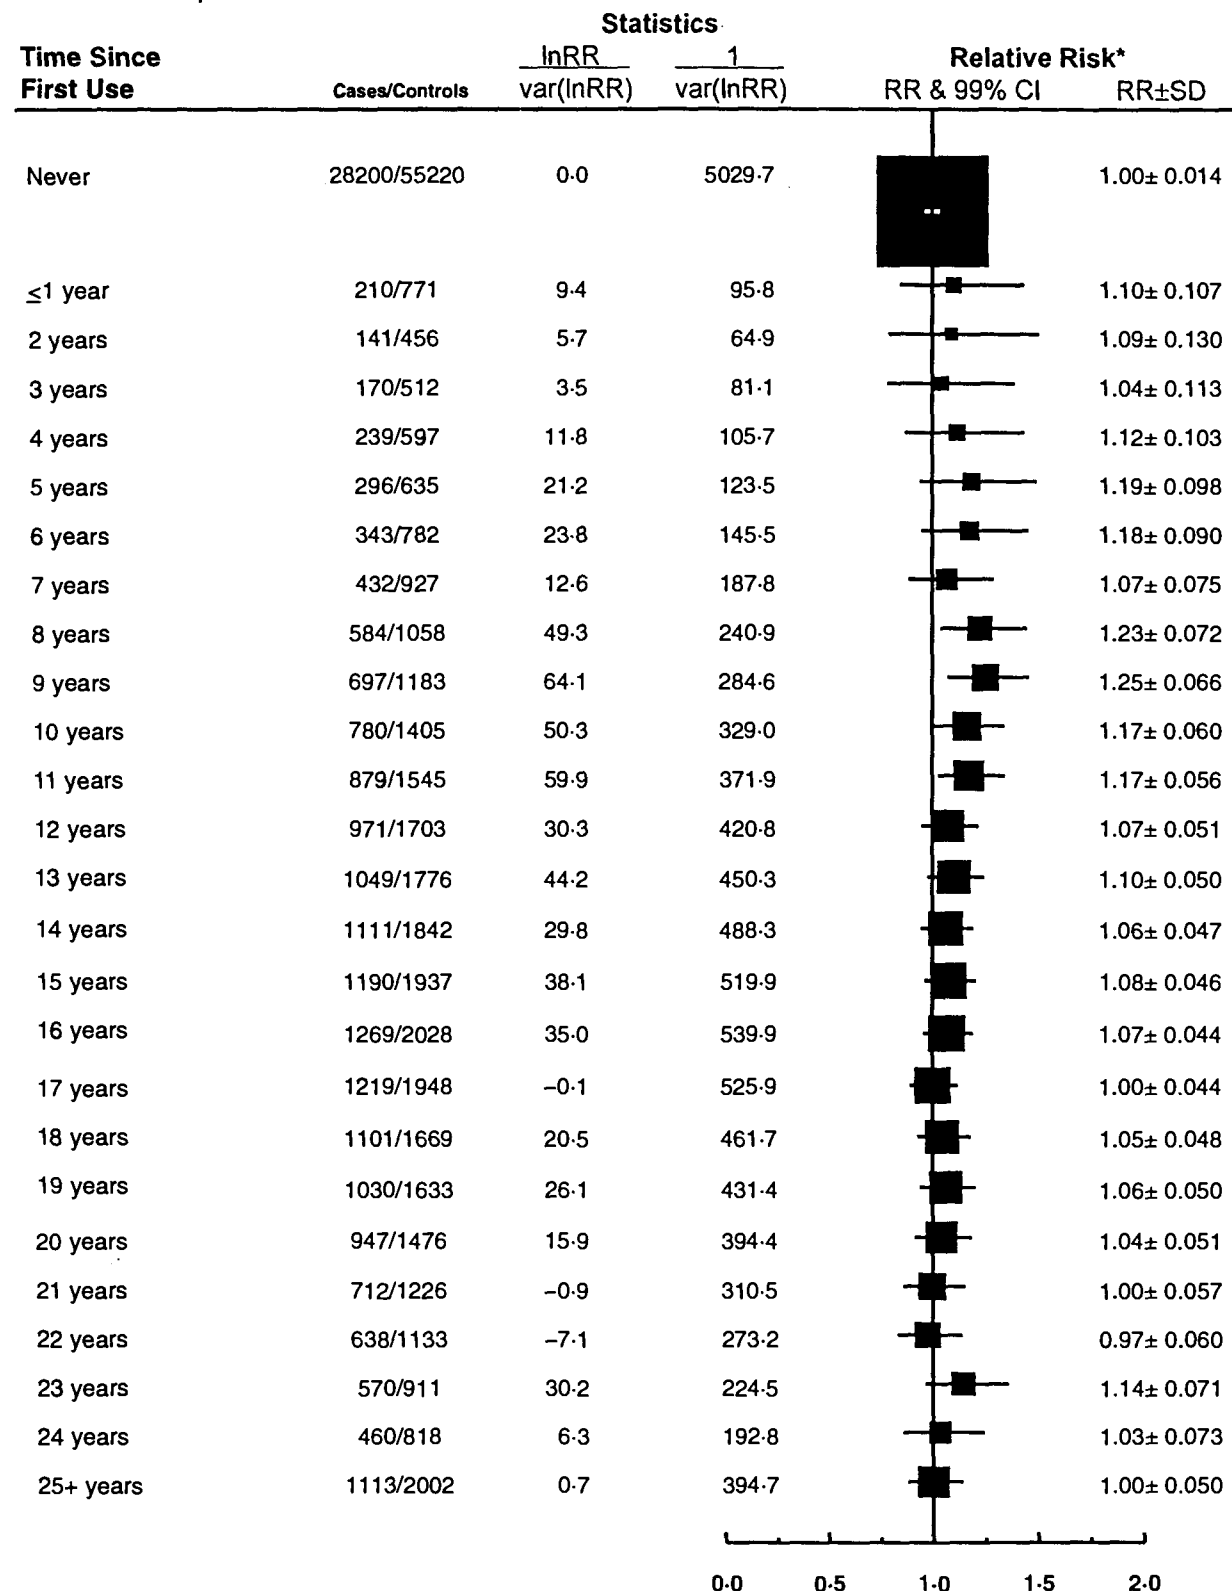 Statistics
Time Since First Use Cases/Controls lnRR/var(lnRR) 1/var(lnRR) Relative Risk* RR & 99% CI RR±SD
Never 28200/55220 0·0 5029·7 1.00± 0.014
≤1 year 210/771 9·4 95·8 1.10± 0.107
2 years 141/456 5·7 64·9 1.09± 0.130
3 years 170/512 3·5 81·1 1.04± 0.113
4 years 239/597 11·8 105·7 1.12± 0.103
5 years 296/635 21·2 123·5 1.19± 0.098
6 years 343/782 23·8 145·5 1.18± 0.090
7 years 432/927 12·6 187·8 1.07± 0.075
8 years 584/1058 49·3 240·9 1.23± 0.072
9 years 697/1183 64·1 284·6 1.25± 0.066
10 years 780/1405 50·3 329·0 1.17± 0.060
11 years 879/1545 59·9 371·9 1.17± 0.056
12 years 971/1703 30·3 420·8 1.07± 0.051
13 years 1049/1776 44·2 450·3 1.10± 0.050
14 years 1111/1842 29·8 488·3 1.06± 0.047
15 years 1190/1937 38·1 519·9 1.08± 0.046
16 years 1269/2028 35·0 539·9 1.07± 0.044
17 years 1219/1948 −0·1 525·9 1.00± 0.044
18 years 1101/1669 20·5 461·7 1.05± 0.048
19 years 1030/1633 26·1 431·4 1.06± 0.050
20 years 947/1476 15·9 394·4 1.04± 0.051
21 years 712/1226 −0·9 310·5 1.00± 0.057
22 years 638/1133 −7·1 273·2 0.97± 0.060
23 years 570/911 30·2 224·5 1.14± 0.071
24 years 460/818 6·3 192·8 1.03± 0.073
25+ years 1113/2002 0·7 394·7 1.00± 0.050
0·0 0·5 1·0 1·5 2·0